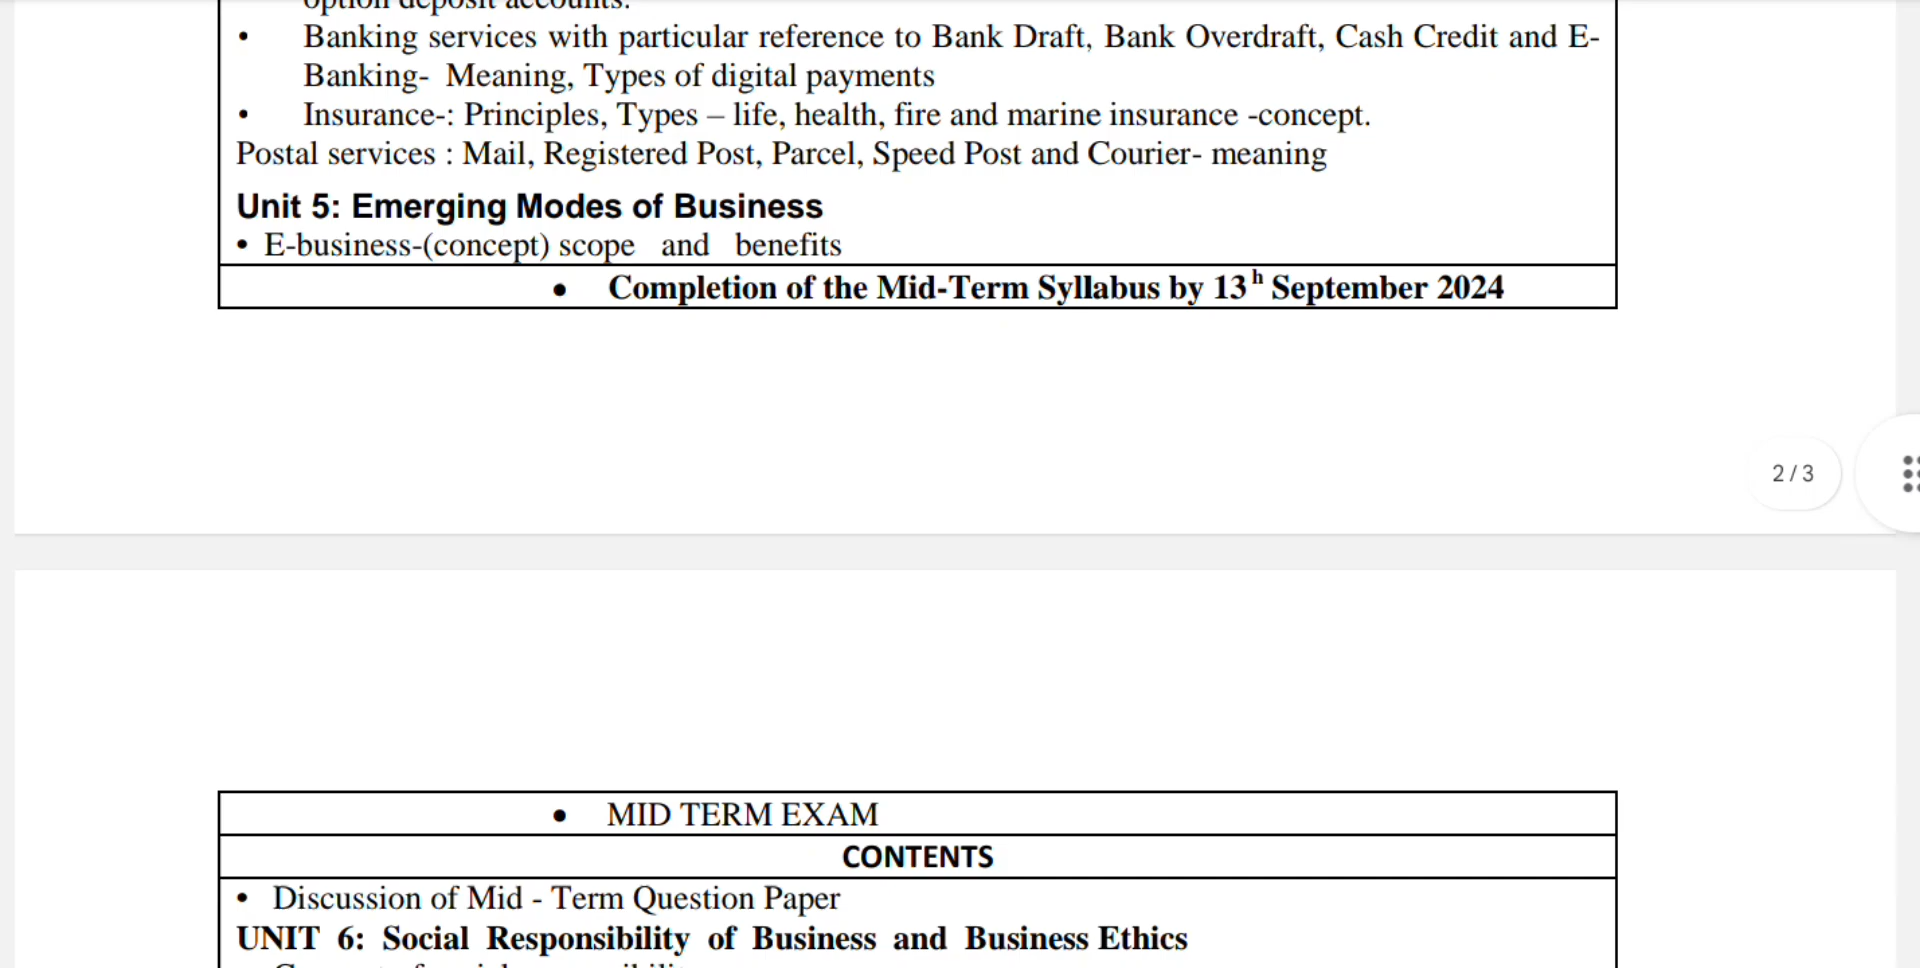 option deposit accounts.
• Banking services with particular reference to Bank Draft, Bank Overdraft, Cash Credit and E-
Banking- Meaning, Types of digital payments
• Insurance-: Principles, Types – life, health, fire and marine insurance -concept.
Postal services : Mail, Registered Post, Parcel, Speed Post and Courier- meaning
Unit 5: Emerging Modes of Business
• E-business-(concept) scope and benefits
• Completion of the Mid-Term Syllabus by 13h September 2024
2 / 3
• MID TERM EXAM
CONTENTS
• Discussion of Mid - Term Question Paper
UNIT 6: Social Responsibility of Business and Business Ethics